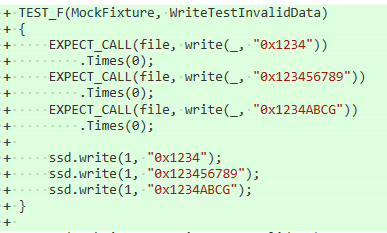 + TEST_F(MockFixture, WriteTestInvalidData)
+ {
+     EXPECT_CALL(file, write(_, "0x1234"))
+         .Times(0);
+     EXPECT_CALL(file, write(_, "0x123456789"))
+         .Times(0);
+     EXPECT_CALL(file, write(_, "0x1234ABCG"))
+         .Times(0);
+
+     ssd.write(1, "0x1234");
+     ssd.write(1, "0x123456789");
+     ssd.write(1, "0x1234ABCG");
+ }
+